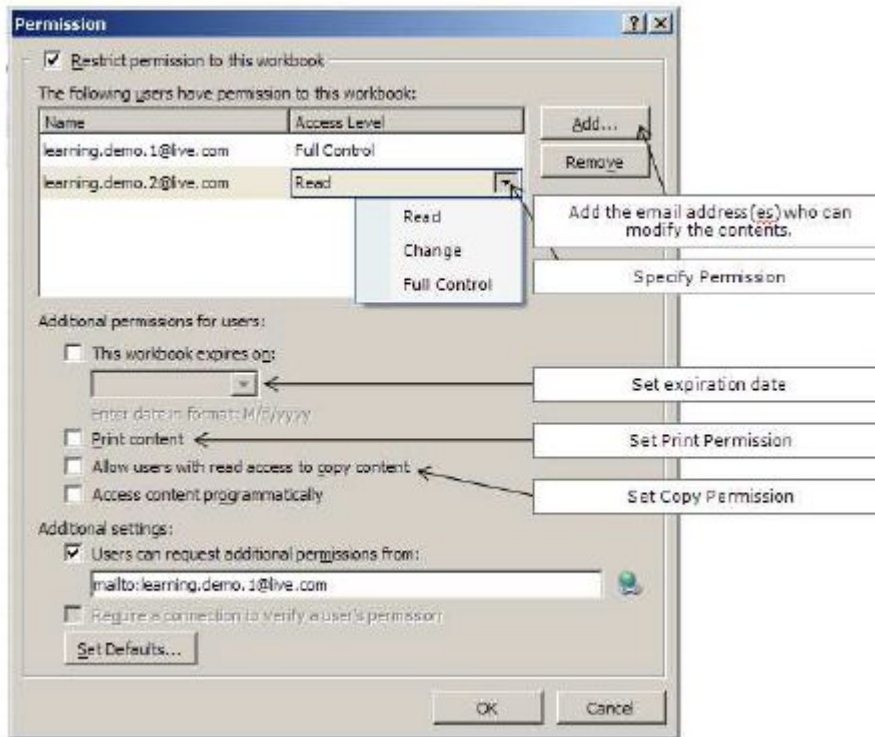 Permission
Restrict permission to this workbook
The following users have permission to this workbook:
Name Access Level
Add...
learning.demo.1@live.com Full Control
Remove
learning.demo.2@live.com Read
Read
Change
Full Control
Add the email address(es) who can
modify the contents.
Specify Permission
Additional permissions for users:
This workbook expires on:
Set expiration date
Enter date in format: M/d/yyyy
Print content
Set Print Permission
Allow users with read access to copy content
Access content programmatically
Set Copy Permission
Additional settings:
Users can request additional permissions from:
mailto:learning.demo.1@live.com
Require a connection to verify a user's permission
Set Defaults...
OK
Cancel